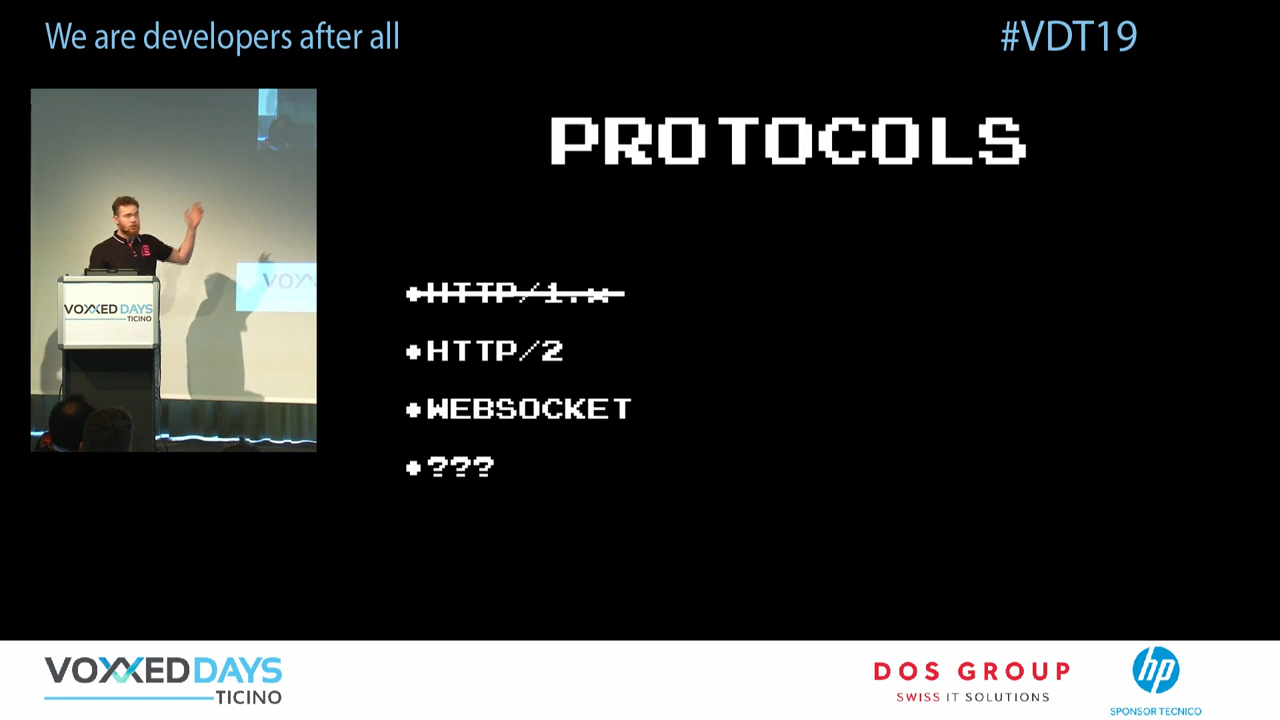 We are developers after all
#VDT19
PROTOCOLS
•HTTP/1.x
•HTTP/2
•WEBSOCKET
•???
VOXXED DAYS
TICINO
VOXXED DAYS
TICINO
DOS GROUP
SWISS IT SOLUTIONS
hp
SPONSOR TECNICO